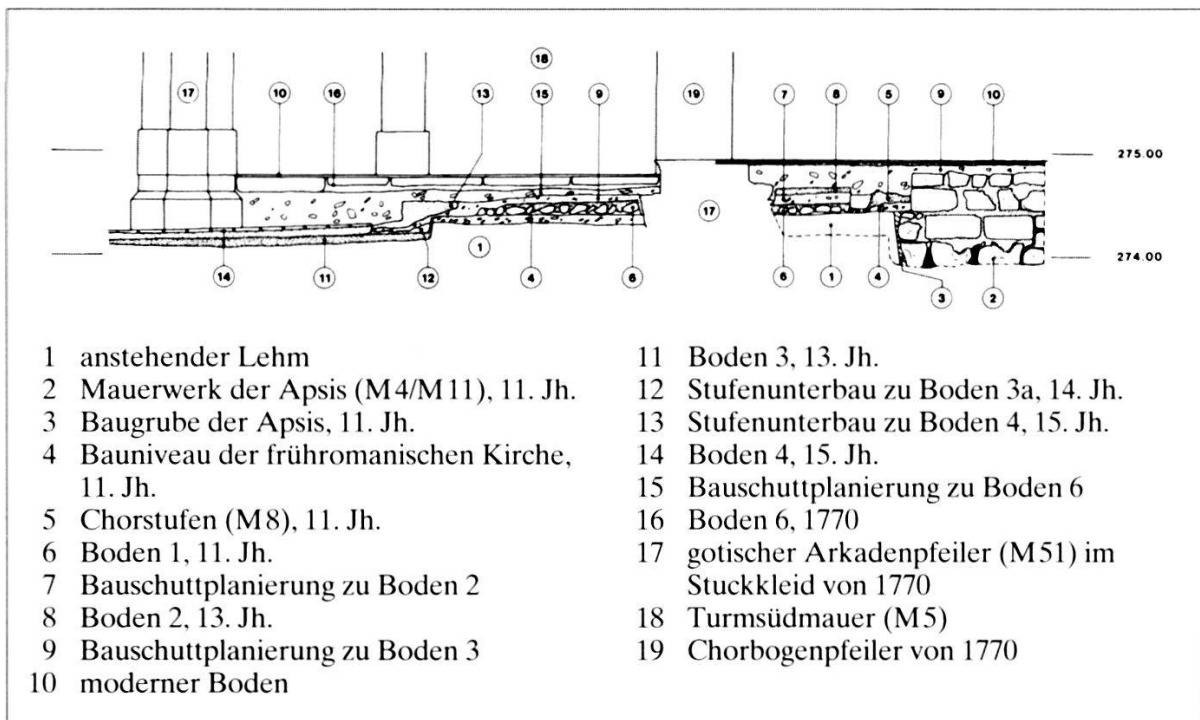 18
17 10 16 13 15 9 19 7 8 5 9 10
275.00
17
1
274.00
14 11 12 4 6 6 1 4 3 2
1 anstehender Lehm
2 Mauerwerk der Apsis (M4/M11), 11. Jh.
3 Baugrube der Apsis, 11. Jh.
4 Bauniveau der frühromanischen Kirche,
11. Jh.
5 Chorstufen (M8), 11. Jh.
6 Boden 1, 11. Jh.
7 Bauschuttplanierung zu Boden 2
8 Boden 2, 13. Jh.
9 Bauschuttplanierung zu Boden 3
10 moderner Boden
11 Boden 3, 13. Jh.
12 Stufenunterbau zu Boden 3a, 14. Jh.
13 Stufenunterbau zu Boden 4, 15. Jh.
14 Boden 4, 15. Jh.
15 Bauschuttplanierung zu Boden 6
16 Boden 6, 1770
17 gotischer Arkadenpfeiler (M51) im
Stuckkleid von 1770
18 Turmsüdmauer (M5)
19 Chorbogenpfeiler von 1770